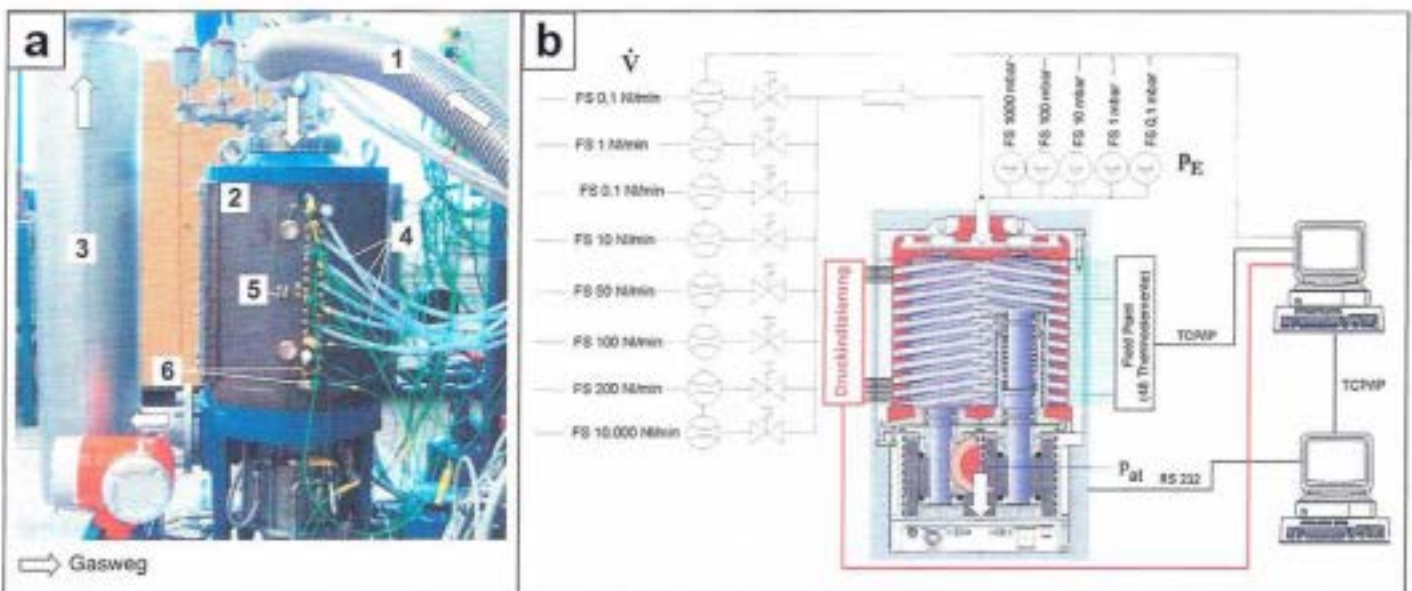 a
1
2
3
4
5
6
Gasweg
b
V̇
FS 0,1 Nl/min
FS 1 Nl/min
FS 0,1 Nl/min
FS 10 Nl/min
FS 50 Nl/min
FS 100 Nl/min
FS 200 Nl/min
FS 10.000 Nl/min
FS 1000 mbar
FS 100 mbar
FS 10 mbar
FS 1 mbar
FS 0,1 mbar
pE
Druckindizierung
Field Point
(48 Thermoelemente)
TCP/IP
TCP/IP
Pat
RS 232